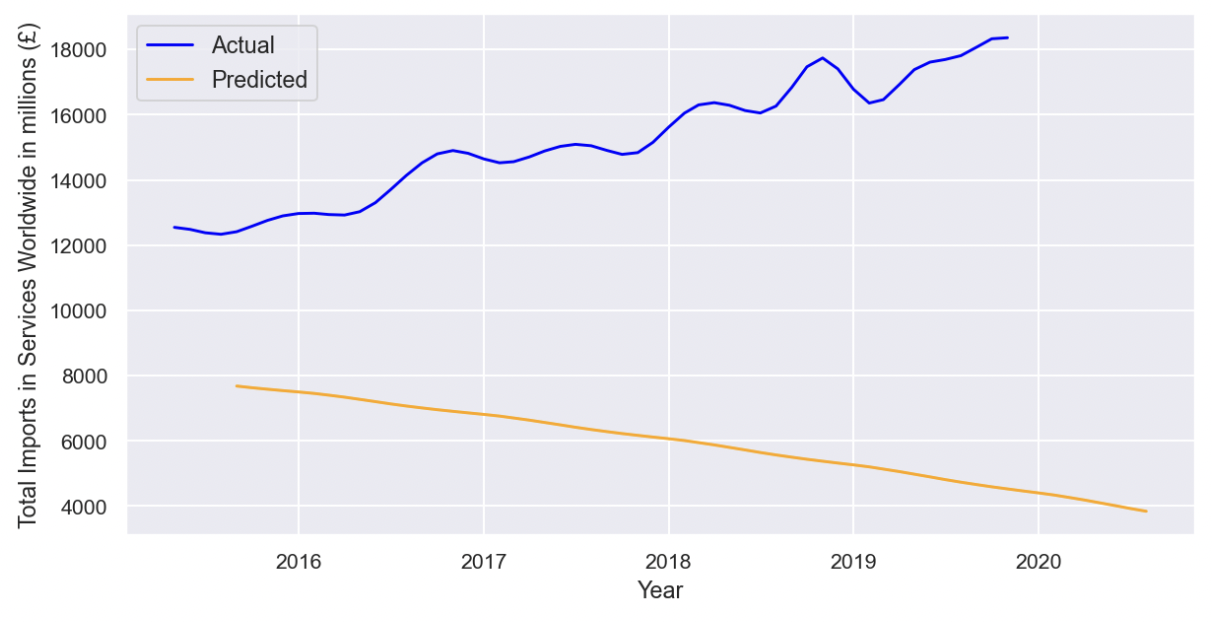 Total Imports in Services Worldwide in millions (£)
Actual
Predicted
18000
16000
14000
12000
10000
8000
6000
4000
2016 2017 2018 2019 2020
Year